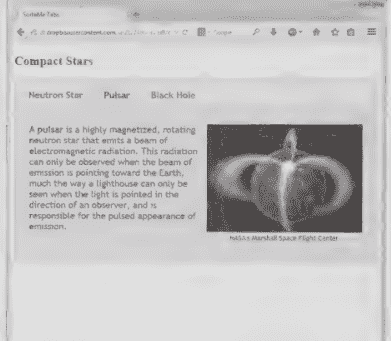 Sortable Tabs
Google
Compact Stars
Neutron Star Pulsar Black Hole
A pulsar is a highly magnetized, rotating
neutron star that emits a beam of
electromagnetic radiation. This radiation
can only be observed when the beam of
emission is pointing toward the Earth,
much the way a lighthouse can only be
seen when the light is pointed in the
direction of an observer, and is
responsible for the pulsed appearance of
emission.
NASA's Marshall Space Flight Center